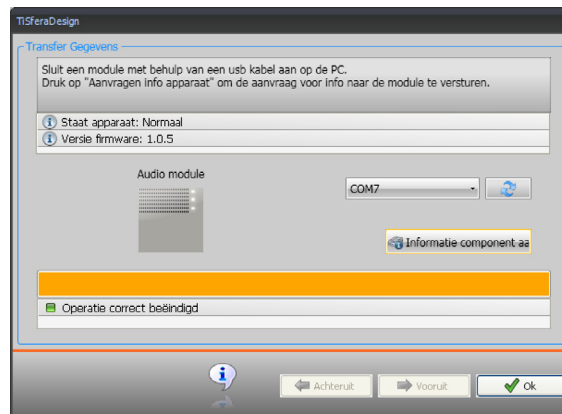 TiSferaDesign
Transfer Gegevens
Sluit een module met behulp van een usb kabel aan op de PC.
Druk op "Aanvragen info apparaat" om de aanvraag voor info naar de module te versturen.
Staat apparaat: Normaal
Versie firmware: 1.0.5
Audio module
COM7
Informatie component aa
Operatie correct beëindigd
Achteruit
Vooruit
Ok